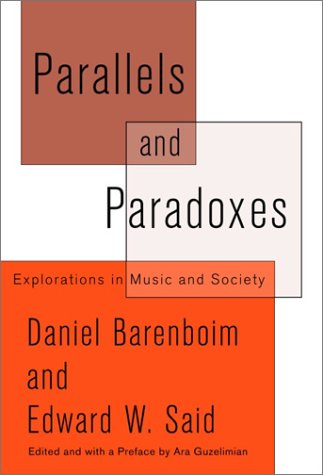 Parallels
and
Paradoxes
Explorations in Music and Society
Daniel Barenboim
and
Edward W. Said
Edited and with a Preface by Ara Guzelimian